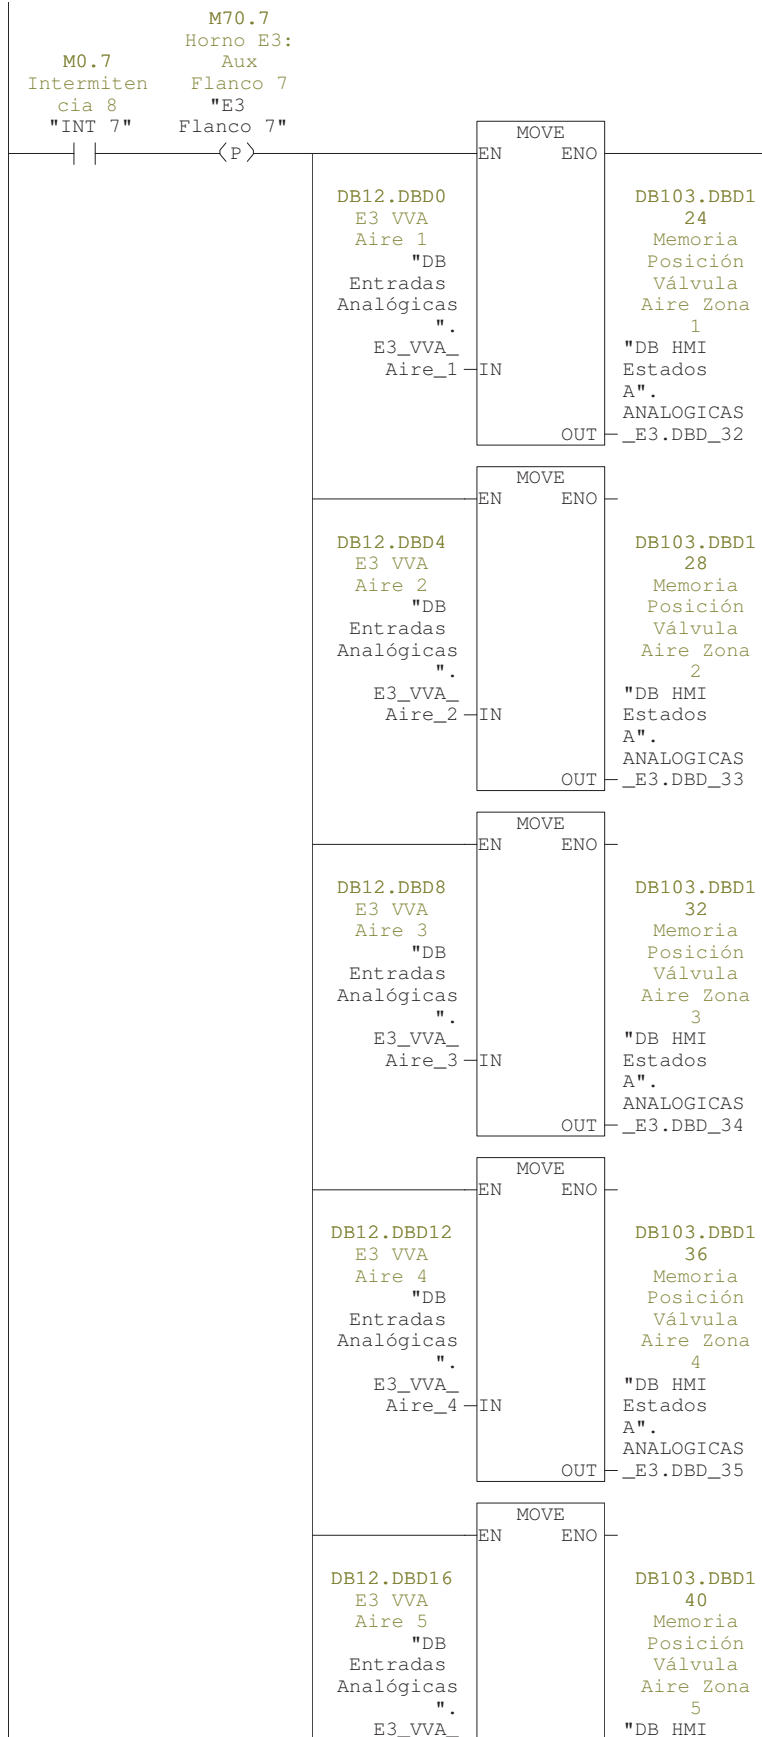 M70.7
Horno E3:
Aux
Flanco 7
"E3
Flanco 7"
M0.7
Intermiten
cia 8
"INT 7"
P
MOVE
EN ENO
DB12.DBD0
E3 VVA
Aire 1
"DB
Entradas
Analógicas
".
E3_VVA_
Aire_1
IN
DB103.DBD1
24
Memoria
Posición
Válvula
Aire Zona
1
"DB HMI
Estados
A".
ANALOGICAS
_E3.DBD_32
OUT
MOVE
EN ENO
DB12.DBD4
E3 VVA
Aire 2
"DB
Entradas
Analógicas
".
E3_VVA_
Aire_2
IN
DB103.DBD1
28
Memoria
Posición
Válvula
Aire Zona
2
"DB HMI
Estados
A".
ANALOGICAS
_E3.DBD_33
OUT
MOVE
EN ENO
DB12.DBD8
E3 VVA
Aire 3
"DB
Entradas
Analógicas
".
E3_VVA_
Aire_3
IN
DB103.DBD1
32
Memoria
Posición
Válvula
Aire Zona
3
"DB HMI
Estados
A".
ANALOGICAS
_E3.DBD_34
OUT
MOVE
EN ENO
DB12.DBD12
E3 VVA
Aire 4
"DB
Entradas
Analógicas
".
E3_VVA_
Aire_4
IN
DB103.DBD1
36
Memoria
Posición
Válvula
Aire Zona
4
"DB HMI
Estados
A".
ANALOGICAS
_E3.DBD_35
OUT
MOVE
EN ENO
DB12.DBD16
E3 VVA
Aire 5
"DB
Entradas
Analógicas
".
E3_VVA_
DB103.DBD1
40
Memoria
Posición
Válvula
Aire Zona
5
"DB HMI